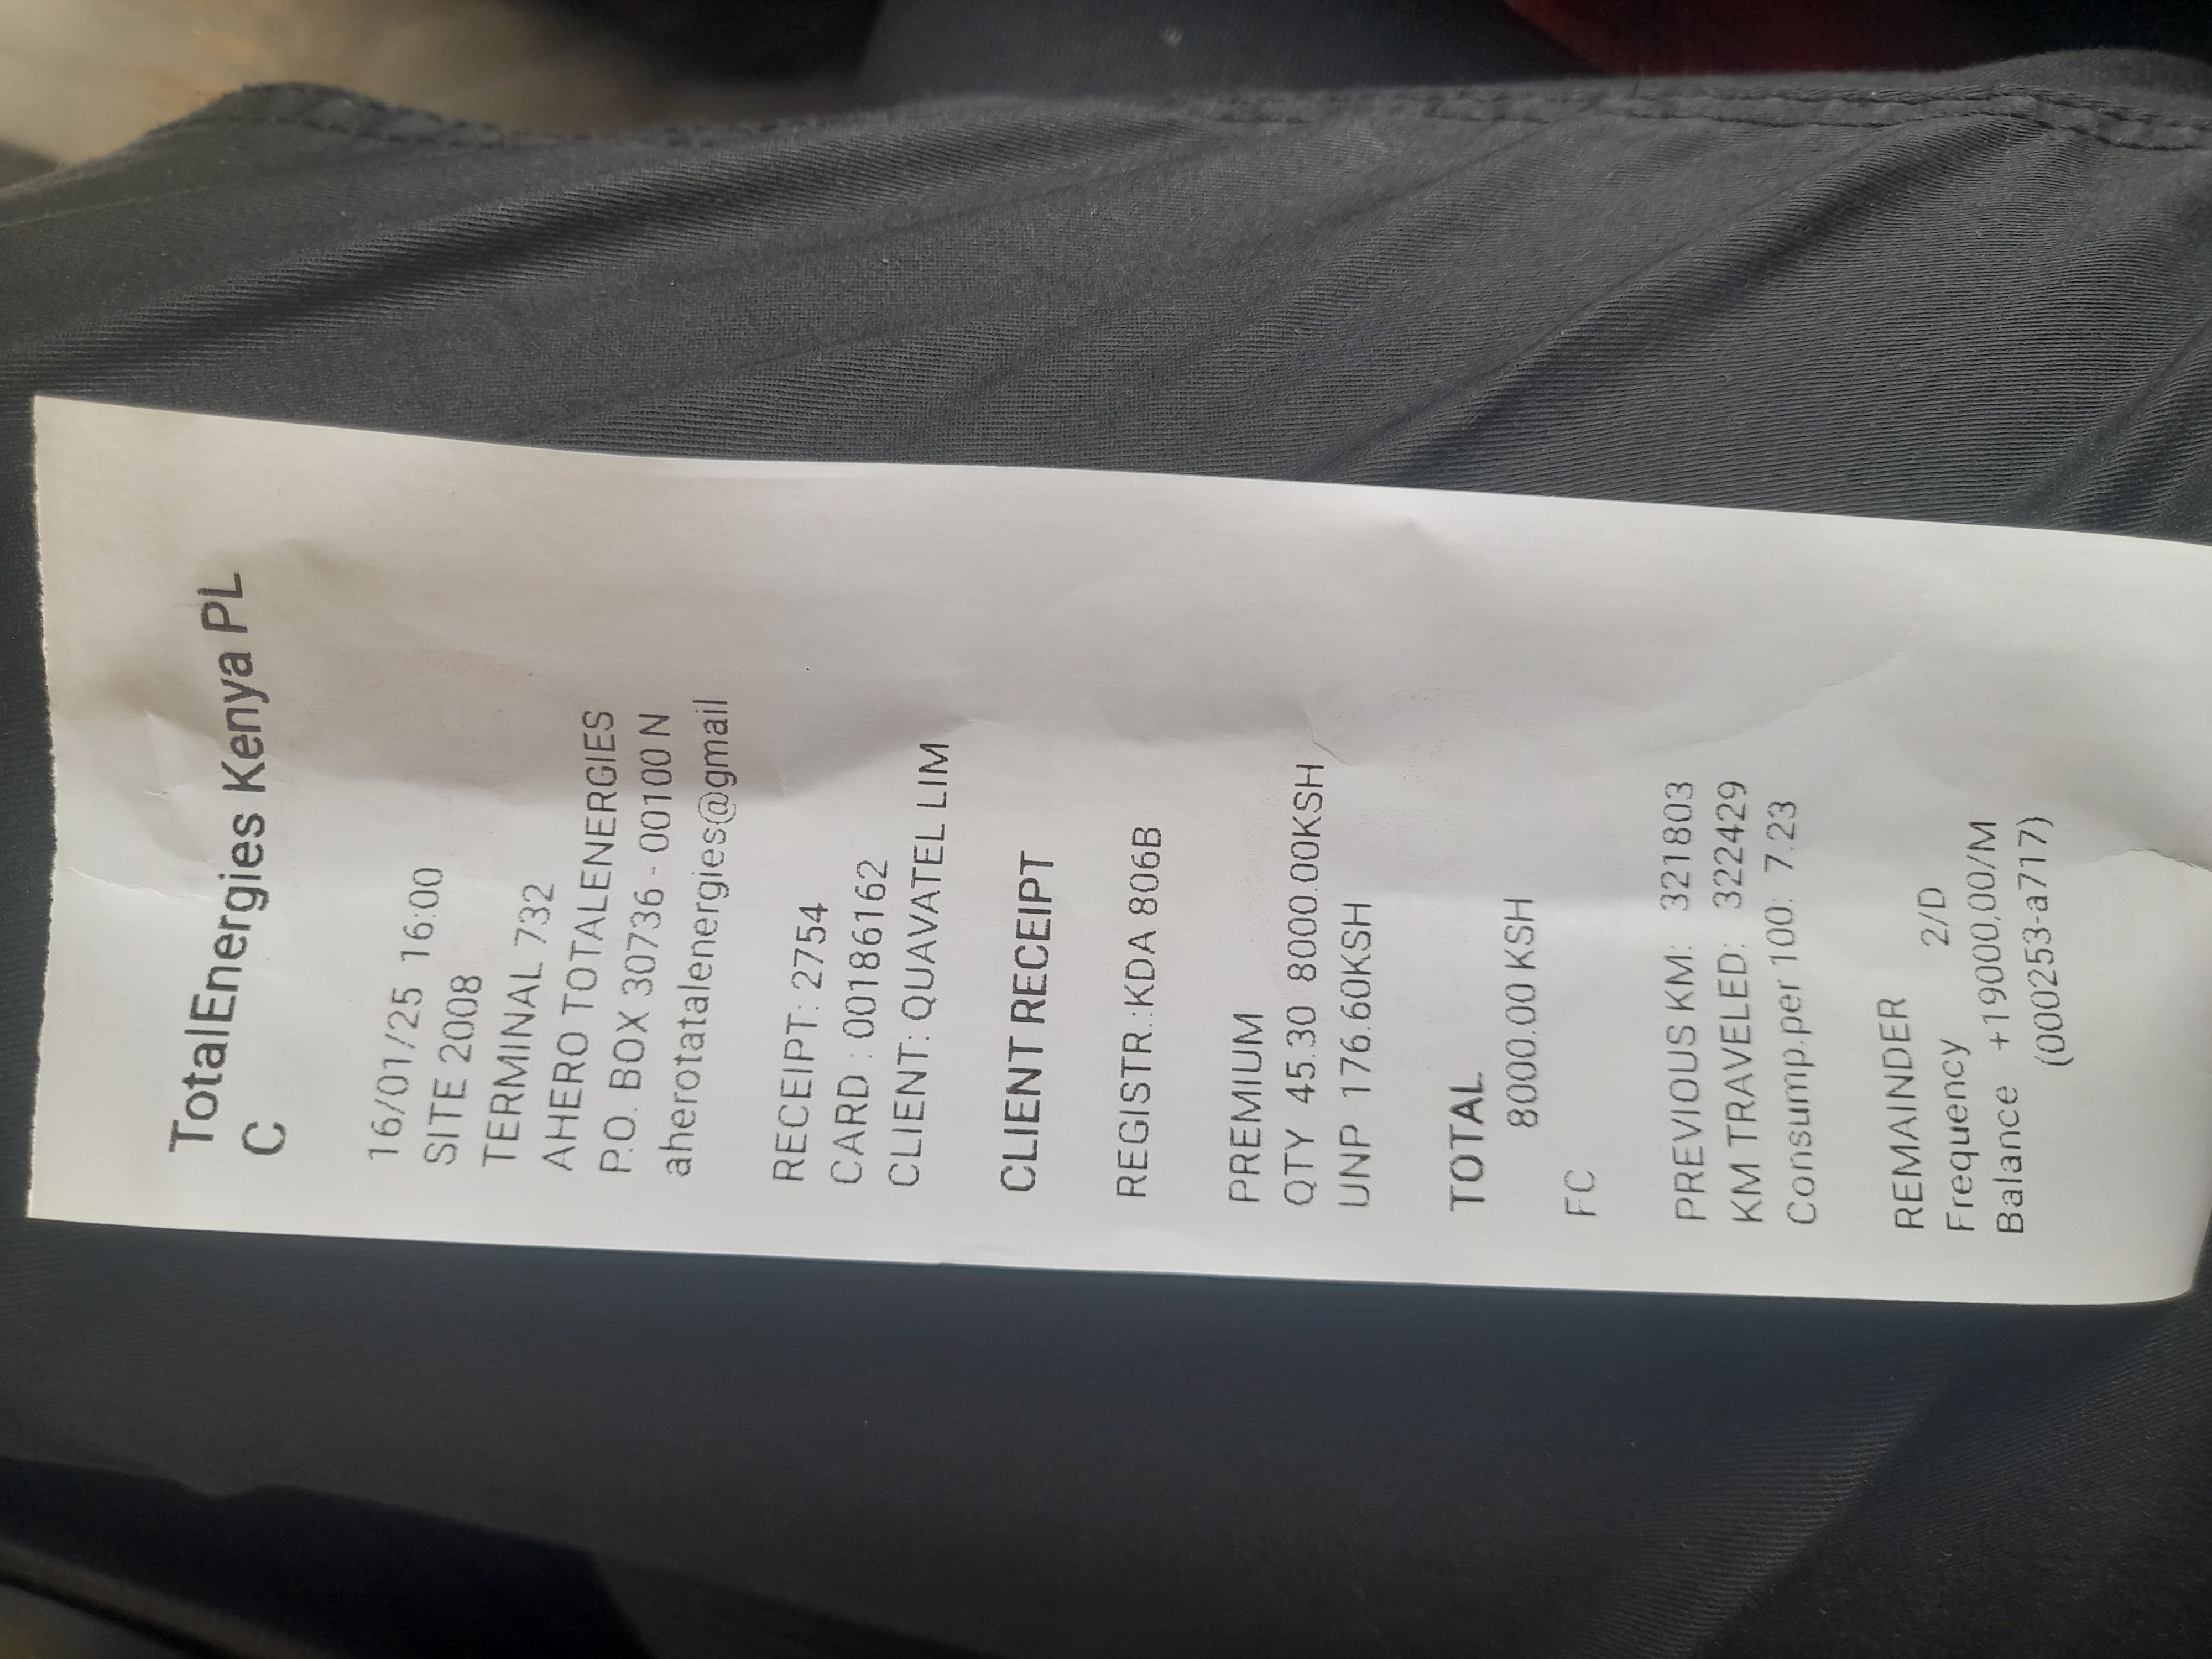 TotalEnergies Kenya PL
C
16/01/25 16:00
SITE 2008
TERMINAL 732
AHERO TOTALENERGIES
P.O. BOX 30736 - 00100 N
aherotatalenergies@gmail
RECEIPT: 2754
CARD : 00186162
CLIENT: QUAVATEL LIM
CLIENT RECEIPT
REGISTR.:KDA 806B
PREMIUM
QTY 45.30 8000.00KSH
UNP 176.60KSH
TOTAL
8000.00 KSH
FC
PREVIOUS KM: 321803
KM TRAVELED: 322429
Consump.per 100: 7.23
REMAINDER
Frequency 2/D
Balance +19000,00/M
(000253-a717)